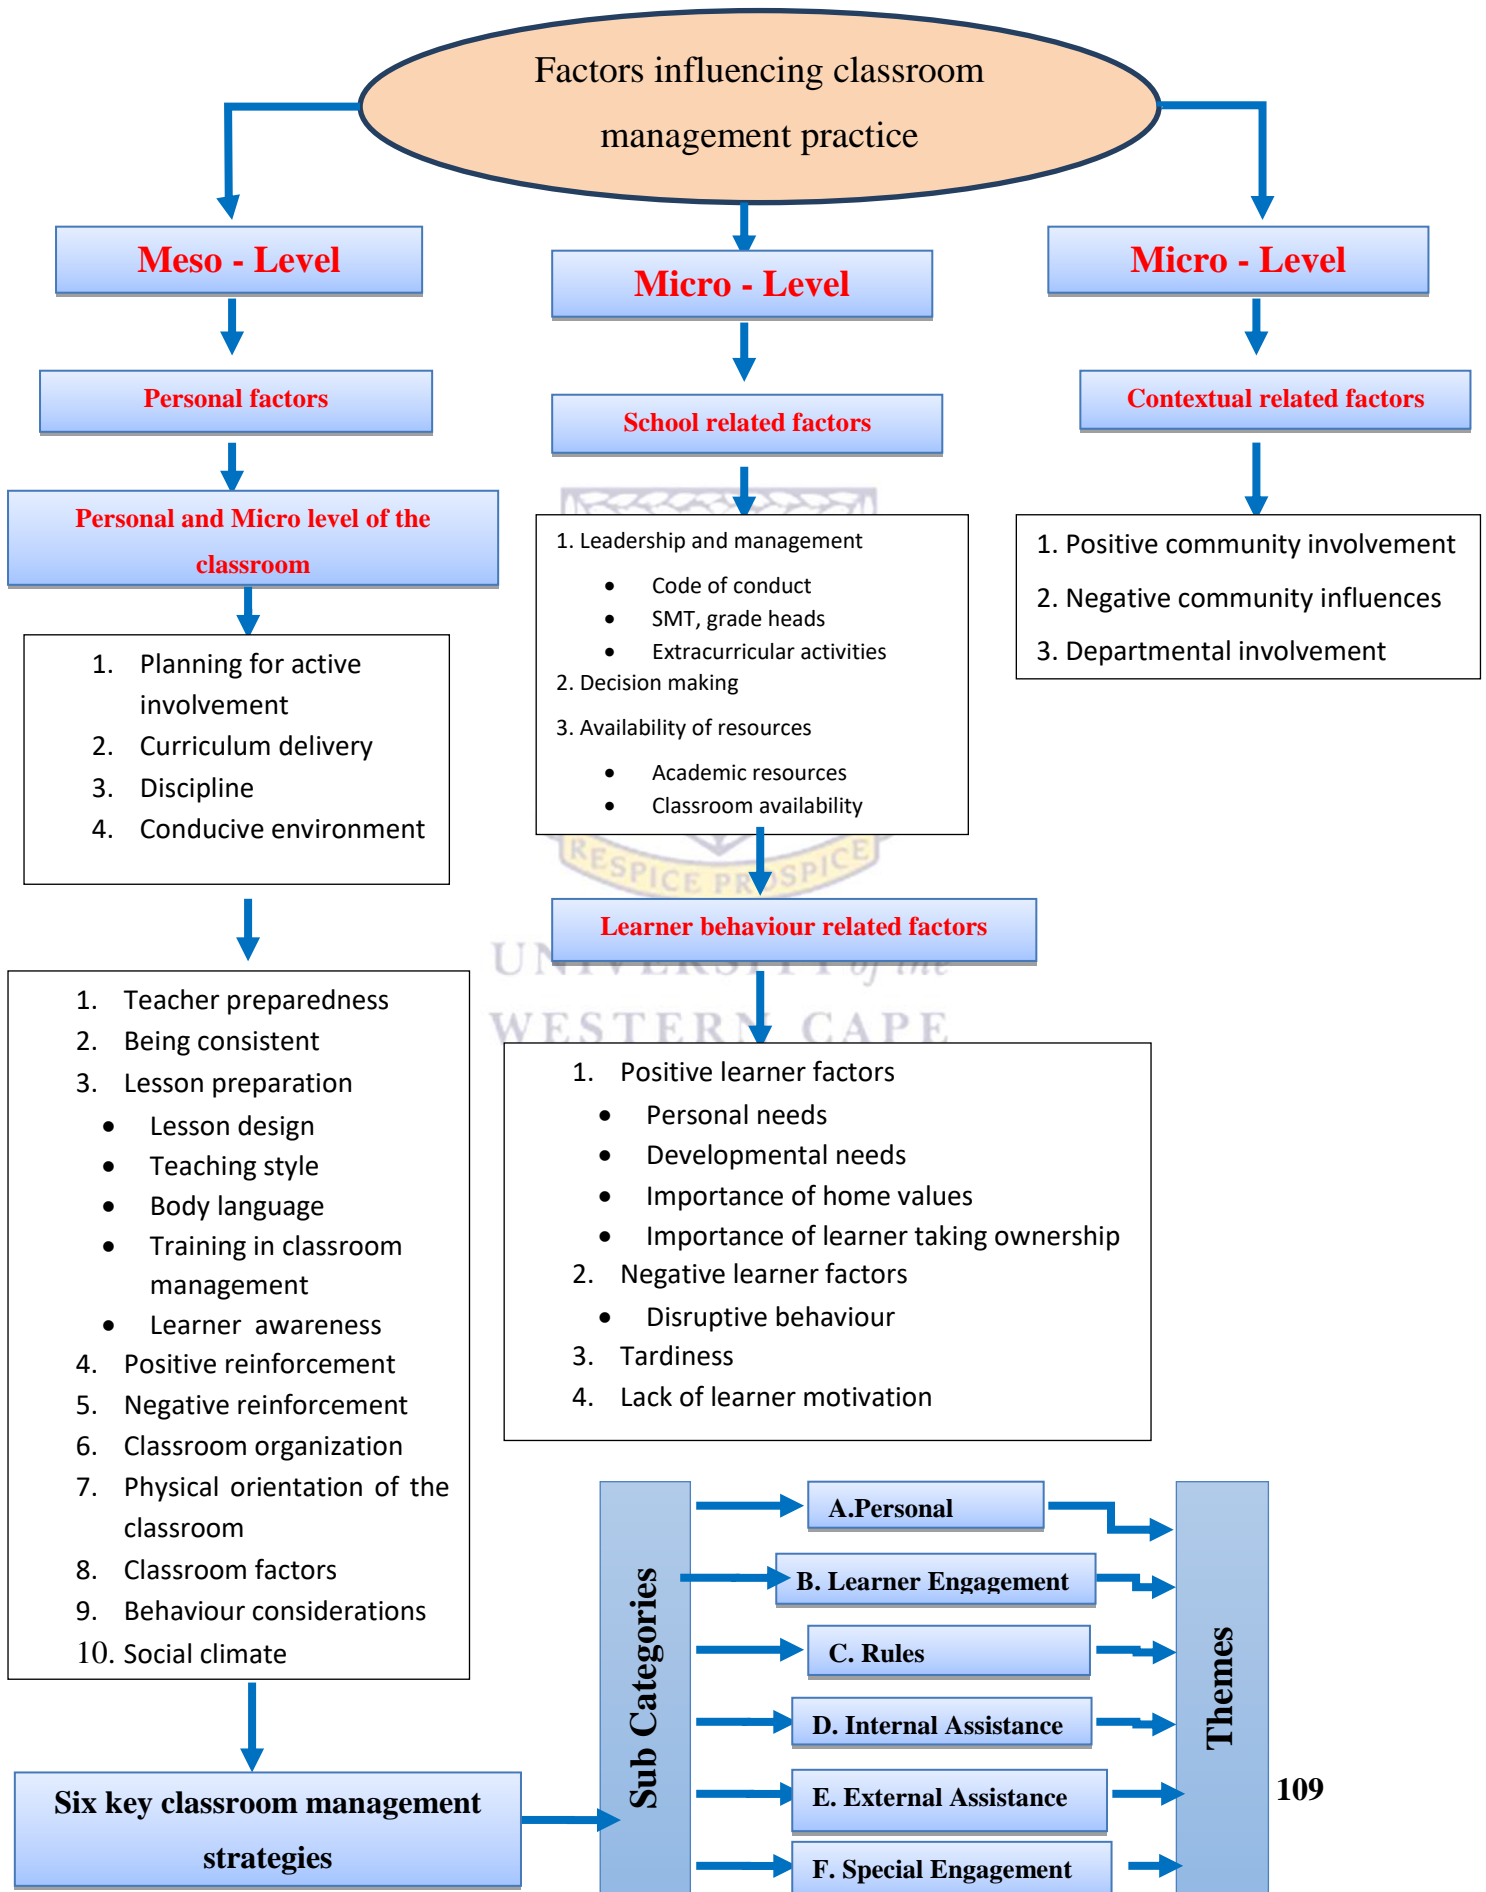 Factors influencing classroom
management practice
Meso - Level
Micro - Level
Micro - Level
Personal factors
School related factors
Contextual related factors
Personal and Micro level of the
classroom
1. Planning for active
involvement
2. Curriculum delivery
3. Discipline
4. Conducive environment
1. Leadership and management
• Code of conduct
• SMT, grade heads
• Extracurricular activities
2. Decision making
3. Availability of resources
• Academic resources
• Classroom availability
1. Positive community involvement
2. Negative community influences
3. Departmental involvement
RESPICE PROSPICE
Learner behaviour related factors
UNIVERSITY of the
WESTERN CAPE
1. Teacher preparedness
2. Being consistent
3. Lesson preparation
• Lesson design
• Teaching style
• Body language
• Training in classroom
management
• Learner awareness
4. Positive reinforcement
5. Negative reinforcement
6. Classroom organization
7. Physical orientation of the
classroom
8. Classroom factors
9. Behaviour considerations
10. Social climate
1. Positive learner factors
• Personal needs
• Developmental needs
• Importance of home values
• Importance of learner taking ownership
2. Negative learner factors
• Disruptive behaviour
3. Tardiness
4. Lack of learner motivation
Six key classroom management
strategies
Sub Categories
A.Personal
B. Learner Engagement
C. Rules
D. Internal Assistance
E. External Assistance
F. Special Engagement
Themes
109